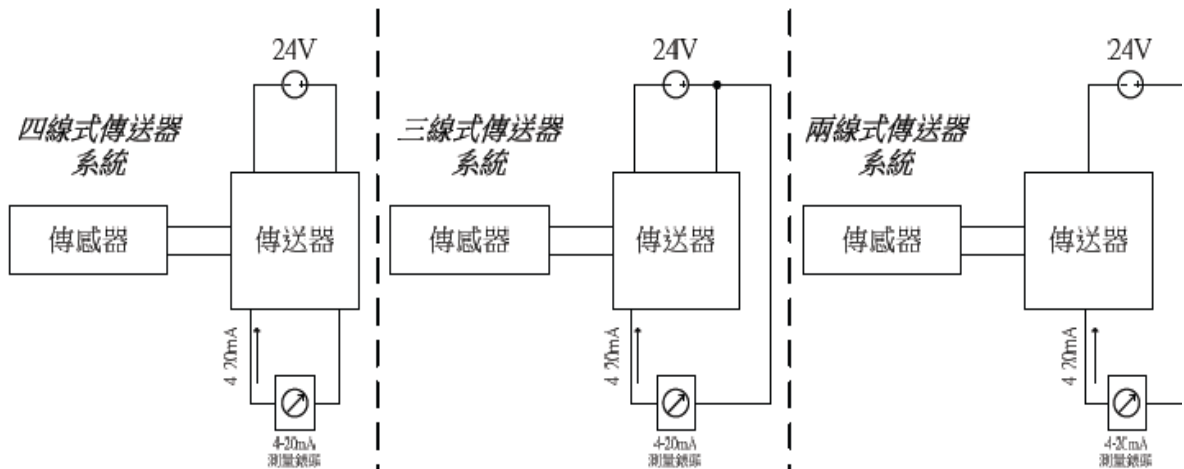 24V
四線式傳送器
系統
傳感器
傳送器
4-20mA
4-20mA
測量錶頭
24V
三線式傳送器
系統
傳感器
傳送器
4-20mA
4-20mA
測量錶頭
24V
兩線式傳送器
系統
傳感器
傳送器
4-20mA
4-20mA
測量錶頭